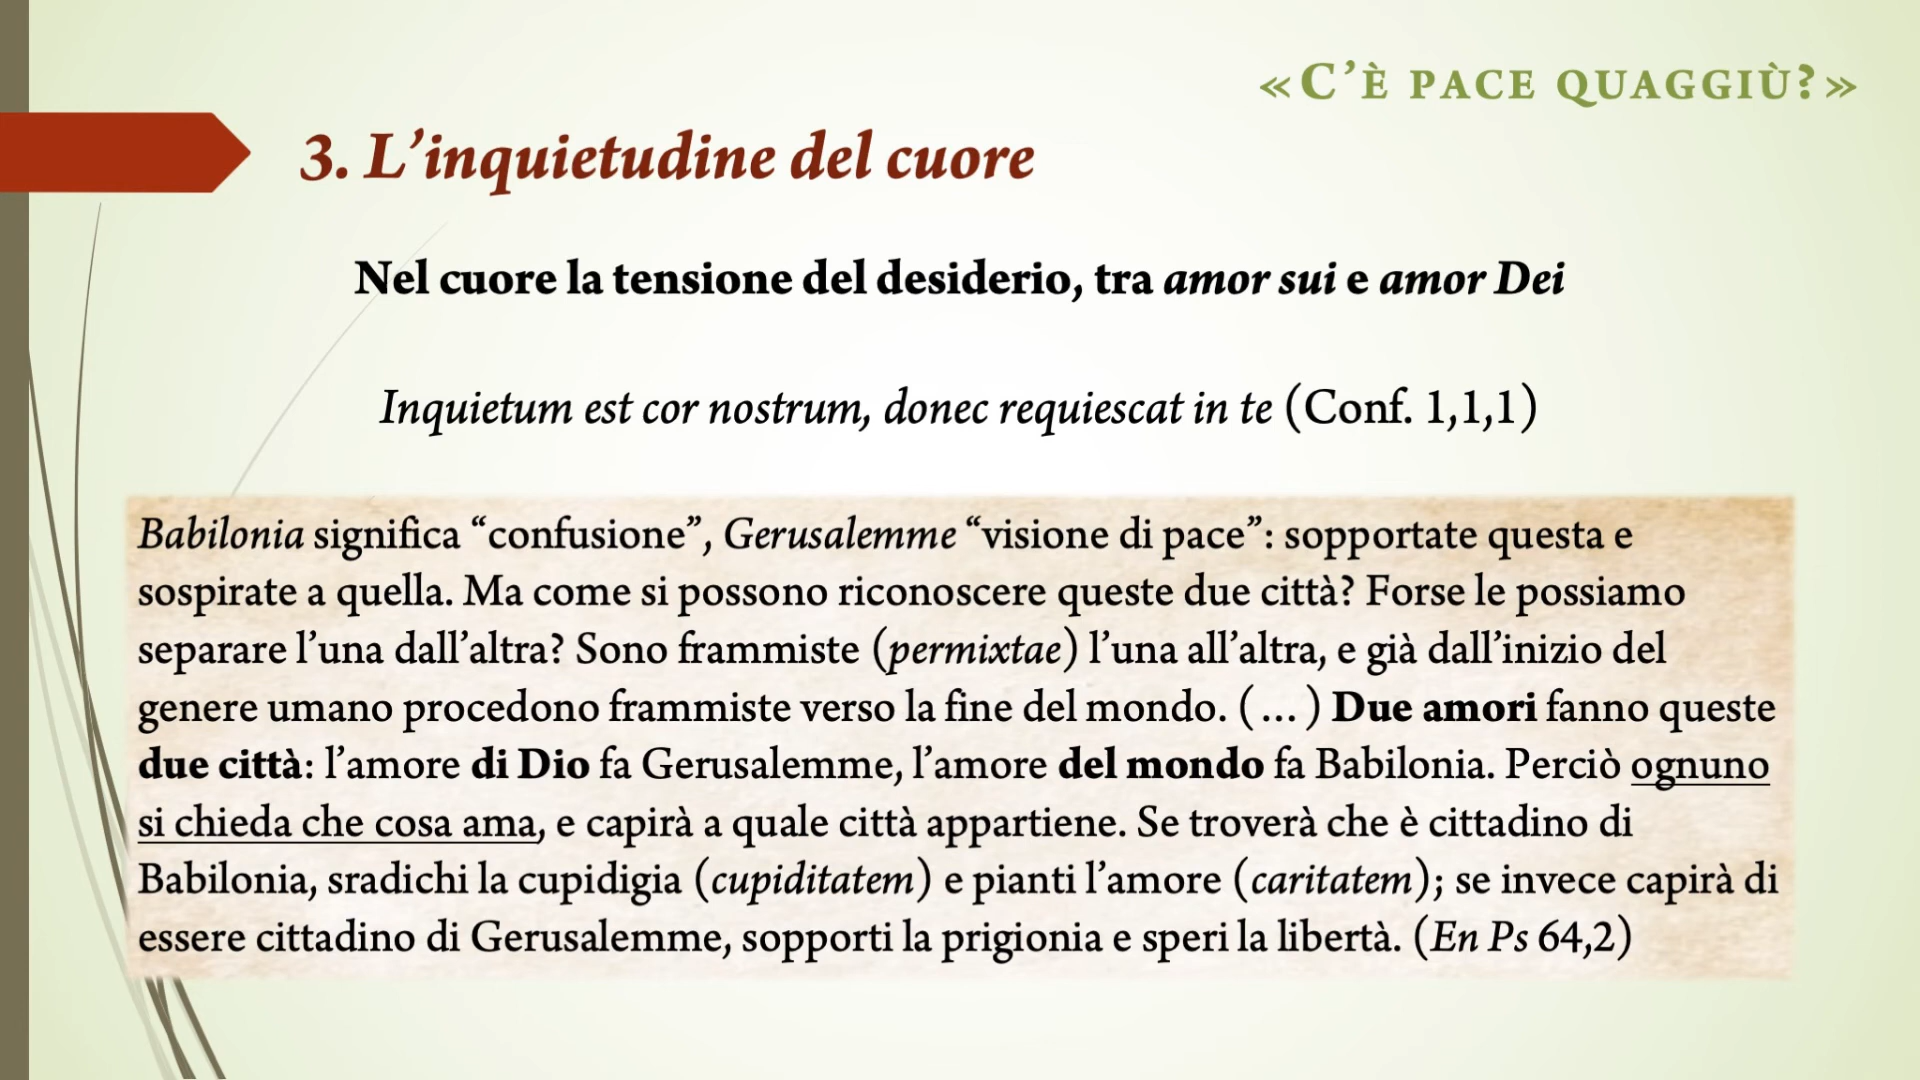 «C’È PACE QUAGGIÙ?»
3. L’inquietudine del cuore
Nel cuore la tensione del desiderio, tra amor sui e amor Dei
Inquietum est cor nostrum, donec requiescat in te (Conf. 1,1,1)
Babilonia significa “confusione”, Gerusalemme “visione di pace”: sopportate questa e
sospirate a quella. Ma come si possono riconoscere queste due città? Forse le possiamo
separare l’una dall’altra? Sono frammiste (permixtae) l’una all’altra, e già dall’inizio del
genere umano procedono frammiste verso la fine del mondo. (…) Due amori fanno queste
due città: l’amore di Dio fa Gerusalemme, l’amore del mondo fa Babilonia. Perciò ognuno
si chieda che cosa ama, e capirà a quale città appartiene. Se troverà che è cittadino di
Babilonia, sradichi la cupidigia (cupiditatem) e pianti l’amore (caritatem); se invece capirà di
essere cittadino di Gerusalemme, sopporti la prigionia e speri la libertà. (En Ps 64,2)